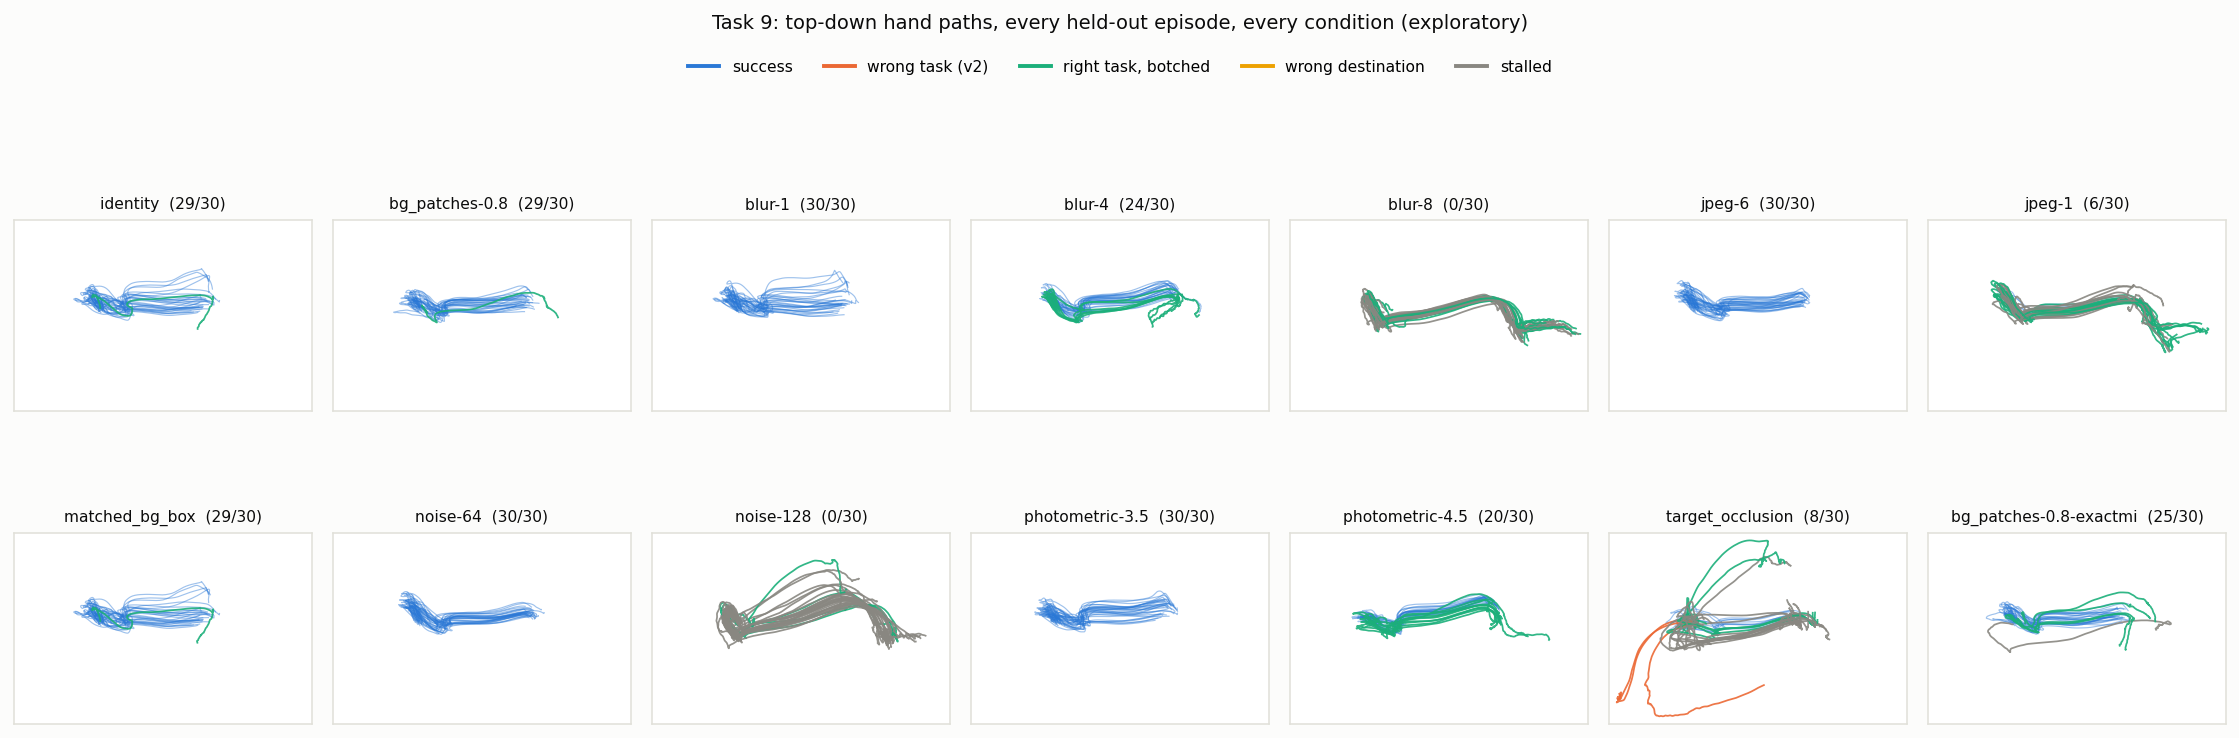 Task 9: top-down hand paths, every held-out episode, every condition (exploratory)
success wrong task (v2) right task, botched wrong destination stalled
identity (29/30) bg_patches-0.8 (29/30) blur-1 (30/30) blur-4 (24/30) blur-8 (0/30) jpeg-6 (30/30) jpeg-1 (6/30)
matched_bg_box (29/30) noise-64 (30/30) noise-128 (0/30) photometric-3.5 (30/30) photometric-4.5 (20/30) target_occlusion (8/30) bg_patches-0.8-exactmi (25/30)